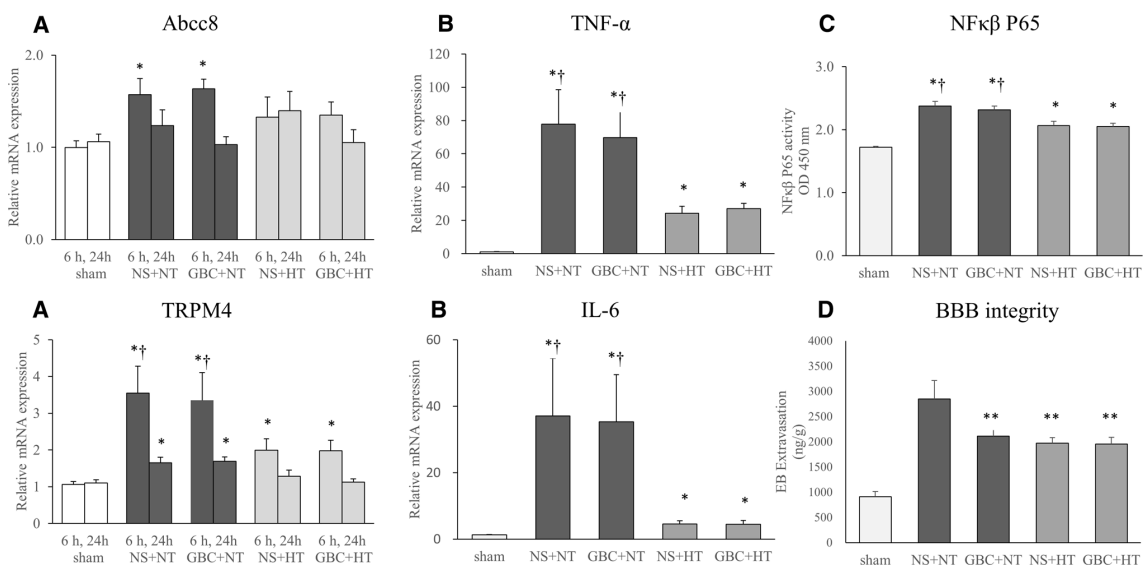 A
Abcc8
Relative mRNA expression
2.0
1.0
0.0
*
*
6 h, 24h
6 h, 24h
6 h, 24h
6 h, 24h
6 h, 24h
sham
NS+NT
GBC+NT
NS+HT
GBC+HT
B
TNF-α
Relative mRNA expression
120
100
80
60
40
20
0
*†
*†
*
*
sham
NS+NT
GBC+NT
NS+HT
GBC+HT
C
NFκβ P65
NFκβ P65 activity
OD 450 nm
3.0
2.0
1.0
0.0
*†
*†
*
*
sham
NS+NT
GBC+NT
NS+HT
GBC+HT
A
TRPM4
Relative mRNA expression
5
4
3
2
1
0
*†
*
*†
*
*
*
6 h, 24h
6 h, 24h
6 h, 24h
6 h, 24h
6 h, 24h
sham
NS+NT
GBC+NT
NS+HT
GBC+HT
B
IL-6
Relative mRNA expression
60
40
20
0
*†
*†
*
*
sham
NS+NT
GBC+NT
NS+HT
GBC+HT
D
BBB integrity
EB Extravasation
(ng/g)
4000
3500
3000
2500
2000
1500
1000
500
0
**
**
**
sham
NS+NT
GBC+NT
NS+HT
GBC+HT